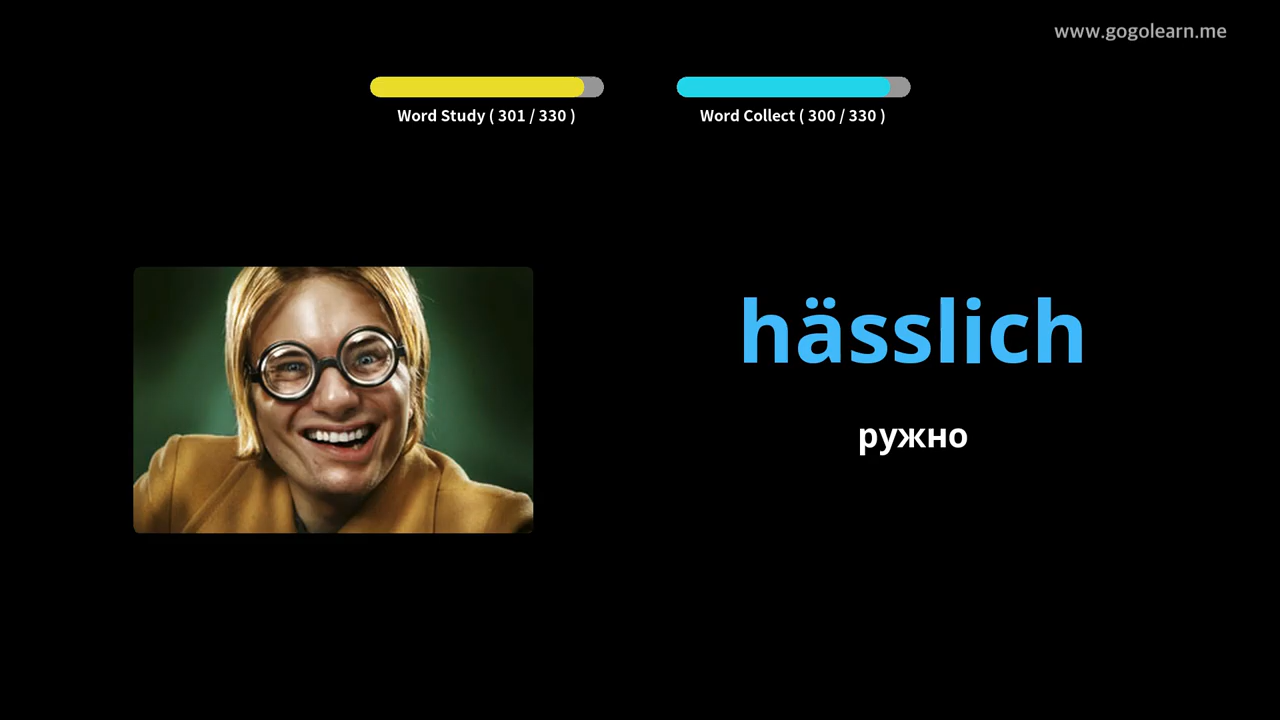 www.gogolearn.me
Word Study ( 301 / 330 )
Word Collect ( 300 / 330 )
hässlich
ружно